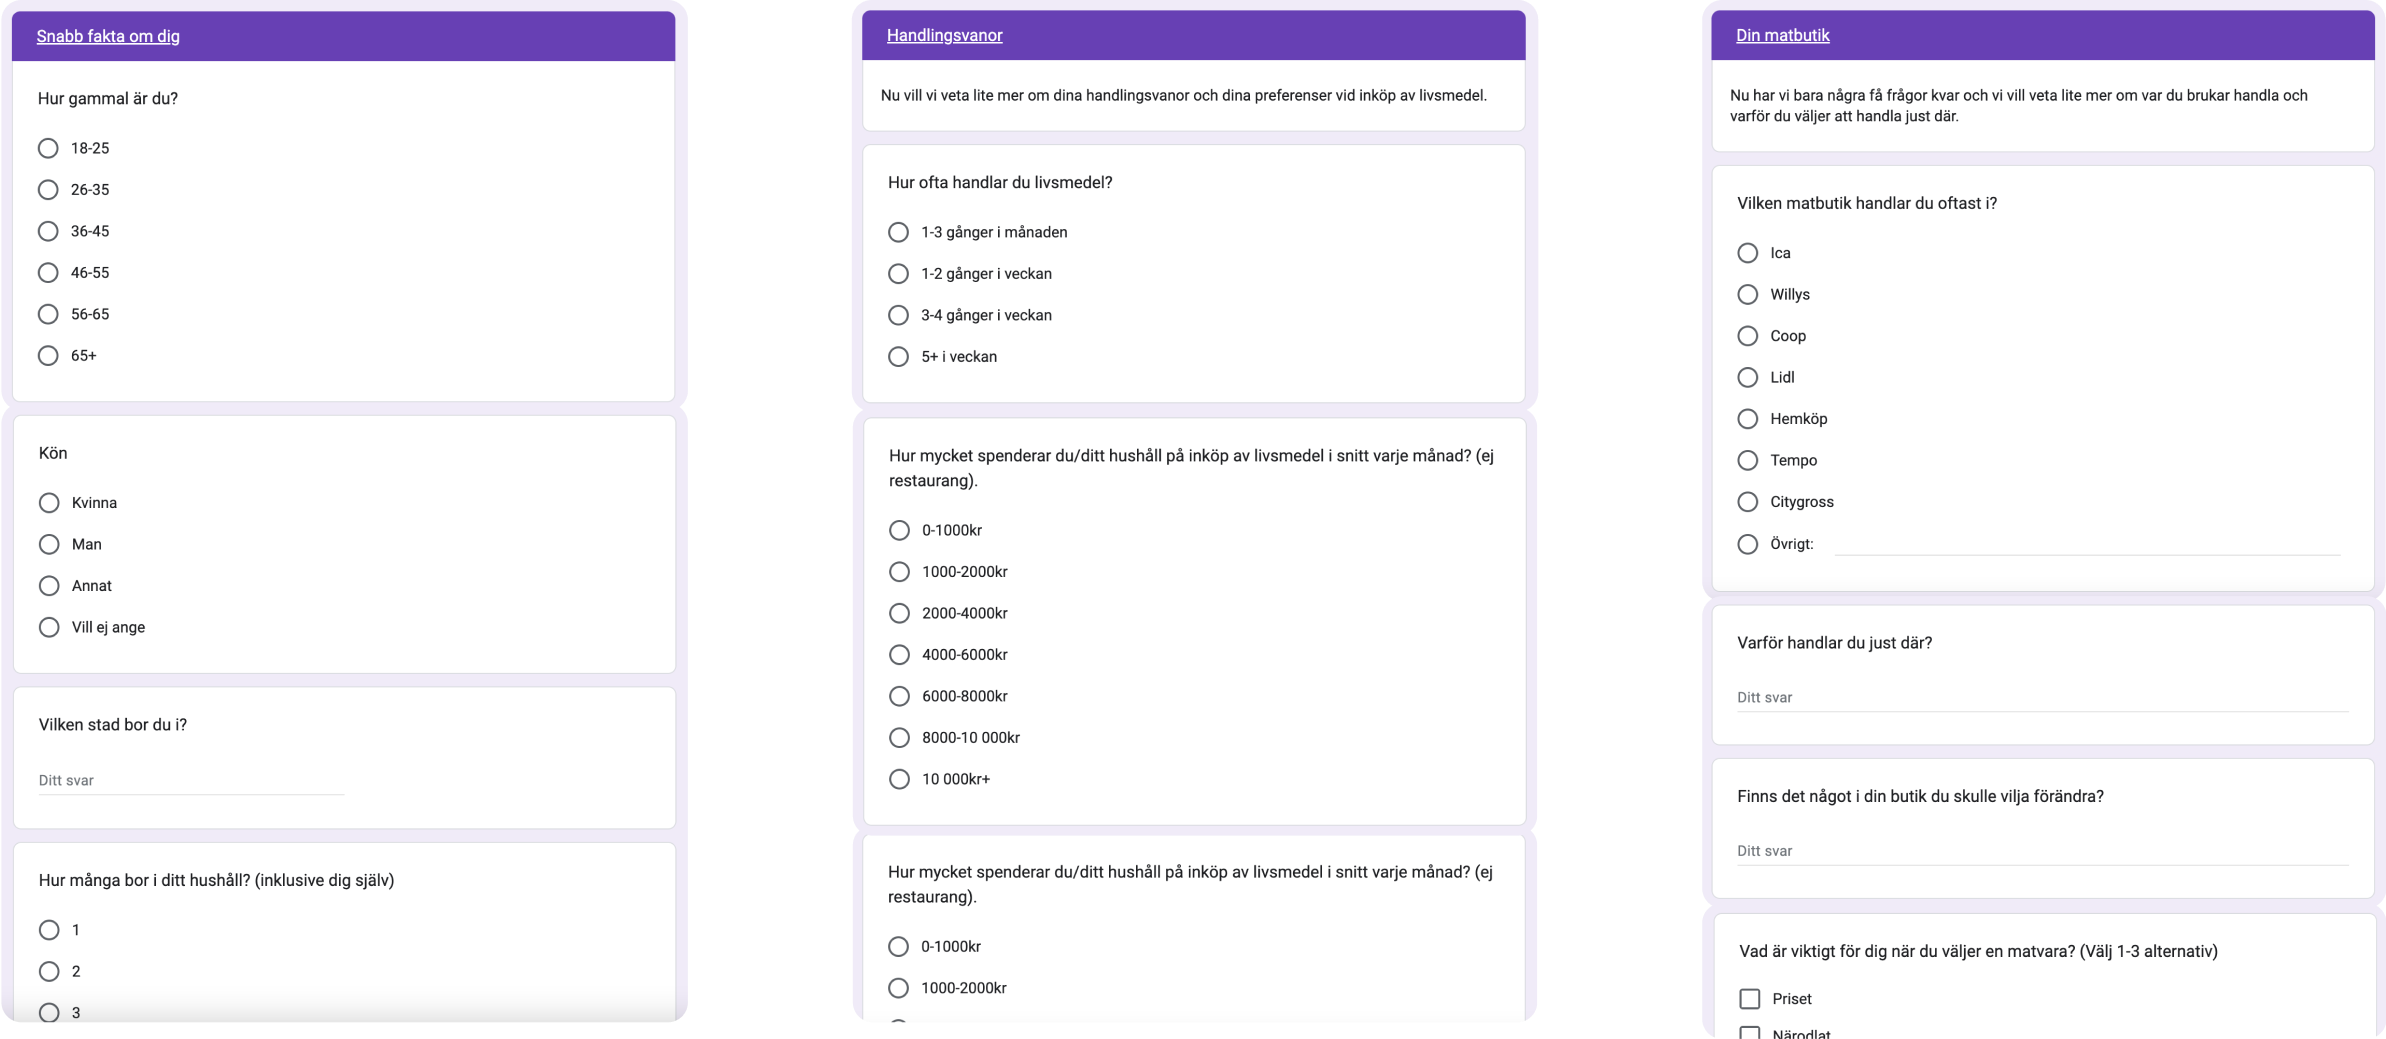 Snabb fakta om dig
Hur gammal är du?
18-25
26-35
36-45
46-55
56-65
65+
Kön
Kvinna
Man
Annat
Vill ej ange
Vilken stad bor du i?
Ditt svar
Hur många bor i ditt hushåll? (inklusive dig själv)
1
2
3
Handlingsvanor
Nu vill vi veta lite mer om dina handlingsvanor och dina preferenser vid inköp av livsmedel.
Hur ofta handlar du livsmedel?
1-3 gånger i månaden
1-2 gånger i veckan
3-4 gånger i veckan
5+ i veckan
Hur mycket spenderar du/ditt hushåll på inköp av livsmedel i snitt varje månad? (ej
restaurang).
0-1000kr
1000-2000kr
2000-4000kr
4000-6000kr
6000-8000kr
8000-10 000kr
10 000kr+
Hur mycket spenderar du/ditt hushåll på inköp av livsmedel i snitt varje månad? (ej
restaurang).
0-1000kr
1000-2000kr
Din matbutik
Nu har vi bara några få frågor kvar och vi vill veta lite mer om var du brukar handla och
varför du väljer att handla just där.
Vilken matbutik handlar du oftast i?
Ica
Willys
Coop
Lidl
Hemköp
Tempo
Citygross
Övrigt:
Varför handlar du just där?
Ditt svar
Finns det något i din butik du skulle vilja förändra?
Ditt svar
Vad är viktigt för dig när du väljer en matvara? (Välj 1-3 alternativ)
Priset
Närodlat